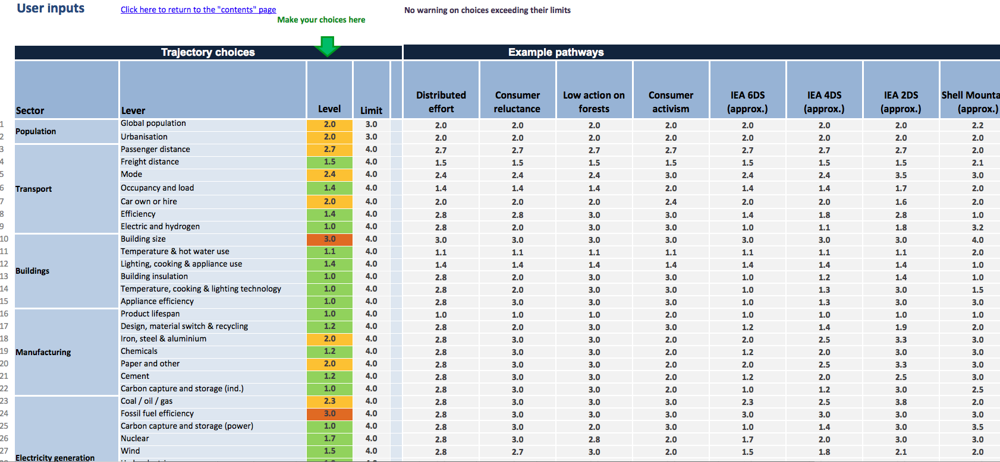 User inputs Click here to return to the "contents" page No warning on choices exceeding their limits
Make your choices here
Trajectory choices Example pathways
Sector Lever Level Limit Distributed effort Consumer reluctance Low action on forests Consumer activism IEA 6DS (approx.) IEA 4DS (approx.) IEA 2DS (approx.) Shell (approx.)
1 Population Global population 2.0 3.0 2.0 2.0 2.0 2.0 2.0 2.0 2.0 2.2
2 Urbanisation 2.0 3.0 2.0 2.0 2.0 2.0 2.0 2.0 2.0 2.0
3 Transport Passenger distance 2.7 4.0 2.7 2.7 2.7 2.7 2.7 2.7 2.7 2.0
4 Freight distance 1.5 4.0 1.5 1.5 1.5 1.5 1.5 1.5 1.5 2.1
5 Mode 2.4 4.0 2.4 2.4 2.4 3.0 2.4 2.4 3.5 3.0
6 Occupancy and load 1.4 4.0 1.4 1.4 1.4 2.0 1.4 1.4 1.7 2.0
7 Car own or hire 2.0 4.0 2.0 2.0 2.0 2.4 2.0 2.0 1.6 2.0
8 Efficiency 1.4 4.0 2.8 2.8 3.0 3.0 1.4 1.8 2.8 1.0
9 Electric and hydrogen 1.0 4.0 2.8 2.0 3.0 3.0 1.0 1.1 1.8 3.2
10 Buildings Building size 3.0 4.0 3.0 3.0 3.0 3.0 3.0 3.0 3.0 4.0
11 Temperature & hot water use 1.1 4.0 1.1 1.1 1.1 1.1 1.1 1.1 1.1 2.0
12 Lighting, cooking & appliance use 1.4 4.0 1.4 1.4 1.4 1.4 1.4 1.4 1.4 1.0
13 Building insulation 1.0 4.0 2.8 2.0 3.0 3.0 1.0 1.2 1.4 1.0
14 Temperature, cooking & lighting technology 1.0 4.0 2.8 2.0 3.0 3.0 1.0 1.3 3.0 1.5
15 Appliance efficiency 1.0 4.0 2.8 3.0 3.0 3.0 1.0 1.3 3.0 3.0
16 Manufacturing Product lifespan 1.0 4.0 1.0 1.0 1.0 2.0 1.0 1.0 1.0 1.0
17 Design, material switch & recycling 1.2 4.0 2.8 2.0 3.0 3.0 1.2 1.4 1.9 2.0
18 Iron, steel & aluminium 2.0 4.0 2.8 3.0 3.0 2.0 2.0 2.5 3.3 3.0
19 Chemicals 1.2 4.0 2.8 3.0 3.0 2.0 1.2 2.0 3.0 3.0
20 Paper and other 2.0 4.0 2.8 3.0 3.0 2.0 2.0 2.5 3.3 3.0
21 Cement 1.2 4.0 2.8 3.0 3.0 2.0 1.2 2.0 2.5 3.0
22 Carbon capture and storage (ind.) 1.0 4.0 2.8 3.0 3.0 2.0 1.0 1.2 3.0 2.5
23 Coal / oil / gas 2.3 4.0 2.8 3.0 3.0 3.0 2.3 2.5 3.8 2.0
24 Fossil fuel efficiency 3.0 4.0 2.8 3.0 3.0 3.0 3.0 3.0 3.0 3.0
25 Carbon capture and storage (power) 1.0 4.0 2.8 3.0 2.0 3.0 1.0 1.4 3.0 3.5
26 Nuclear 1.7 4.0 2.8 3.0 2.8 2.0 1.7 2.0 3.0 3.0
27 Wind 1.5 4.0 2.8 2.7 3.0 2.0 1.5 1.8 2.1 2.0
Electricity generation